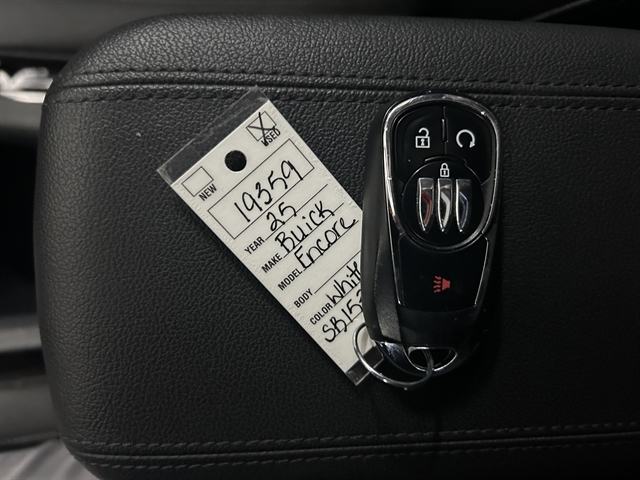 NEW
USED
19359
YEAR 25
MAKE Buick
MODEL Encore
BODY
COLOR White